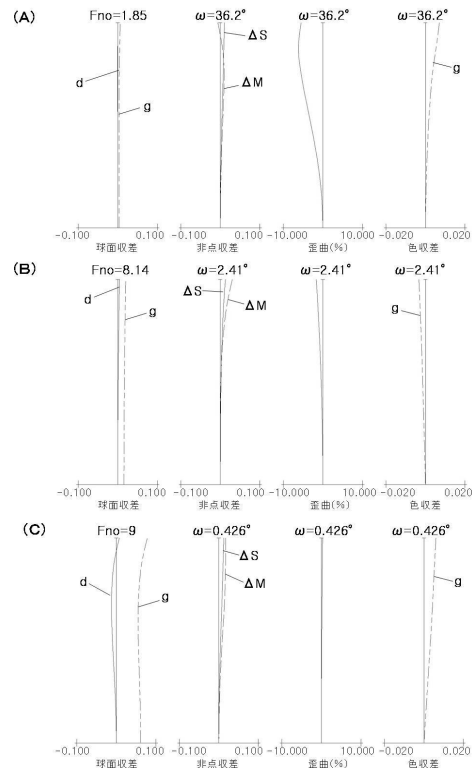 (A) Fno=1.85 ω=36.2° ω=36.2° ω=36.2°
ΔS
d ΔM g
g
-0.100 0.100 -0.100 0.100 -10.000 10.000 -0.020 0.020
球面収差 非点収差 歪曲(%) 色収差
(B) Fno=8.14 ω=2.41° ω=2.41° ω=2.41°
d ΔS
g ΔM g
-0.100 0.100 -0.100 0.100 -10.000 10.000 -0.020 0.020
球面収差 非点収差 歪曲(%) 色収差
(C) Fno=9 ω=0.426° ω=0.426° ω=0.426°
ΔS
d ΔM g
g
-0.100 0.100 -0.100 0.100 -10.000 10.000 -0.020 0.020
球面収差 非点収差 歪曲(%) 色収差